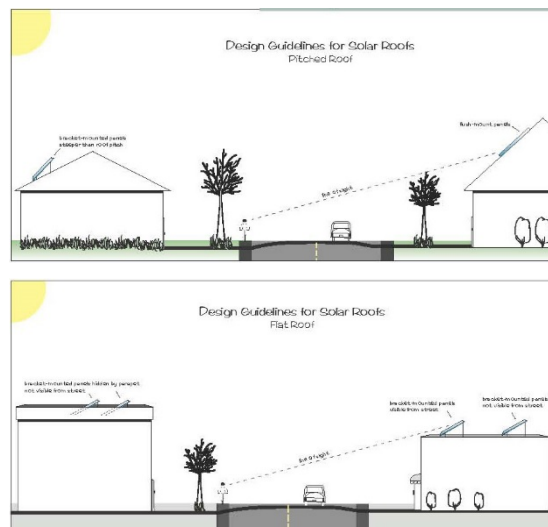 Design Guidelines for Solar Roofs
Pitched Roof
bracket-mounted panels
steeper than roof pitch
flush-mount panels
line of sight
Design Guidelines for Solar Roofs
Flat Roof
bracket-mounted panels hidden by parapet,
not visible from street
bracket-mounted panels
visible from street
bracket-mounted panels
not visible from street
line of sight